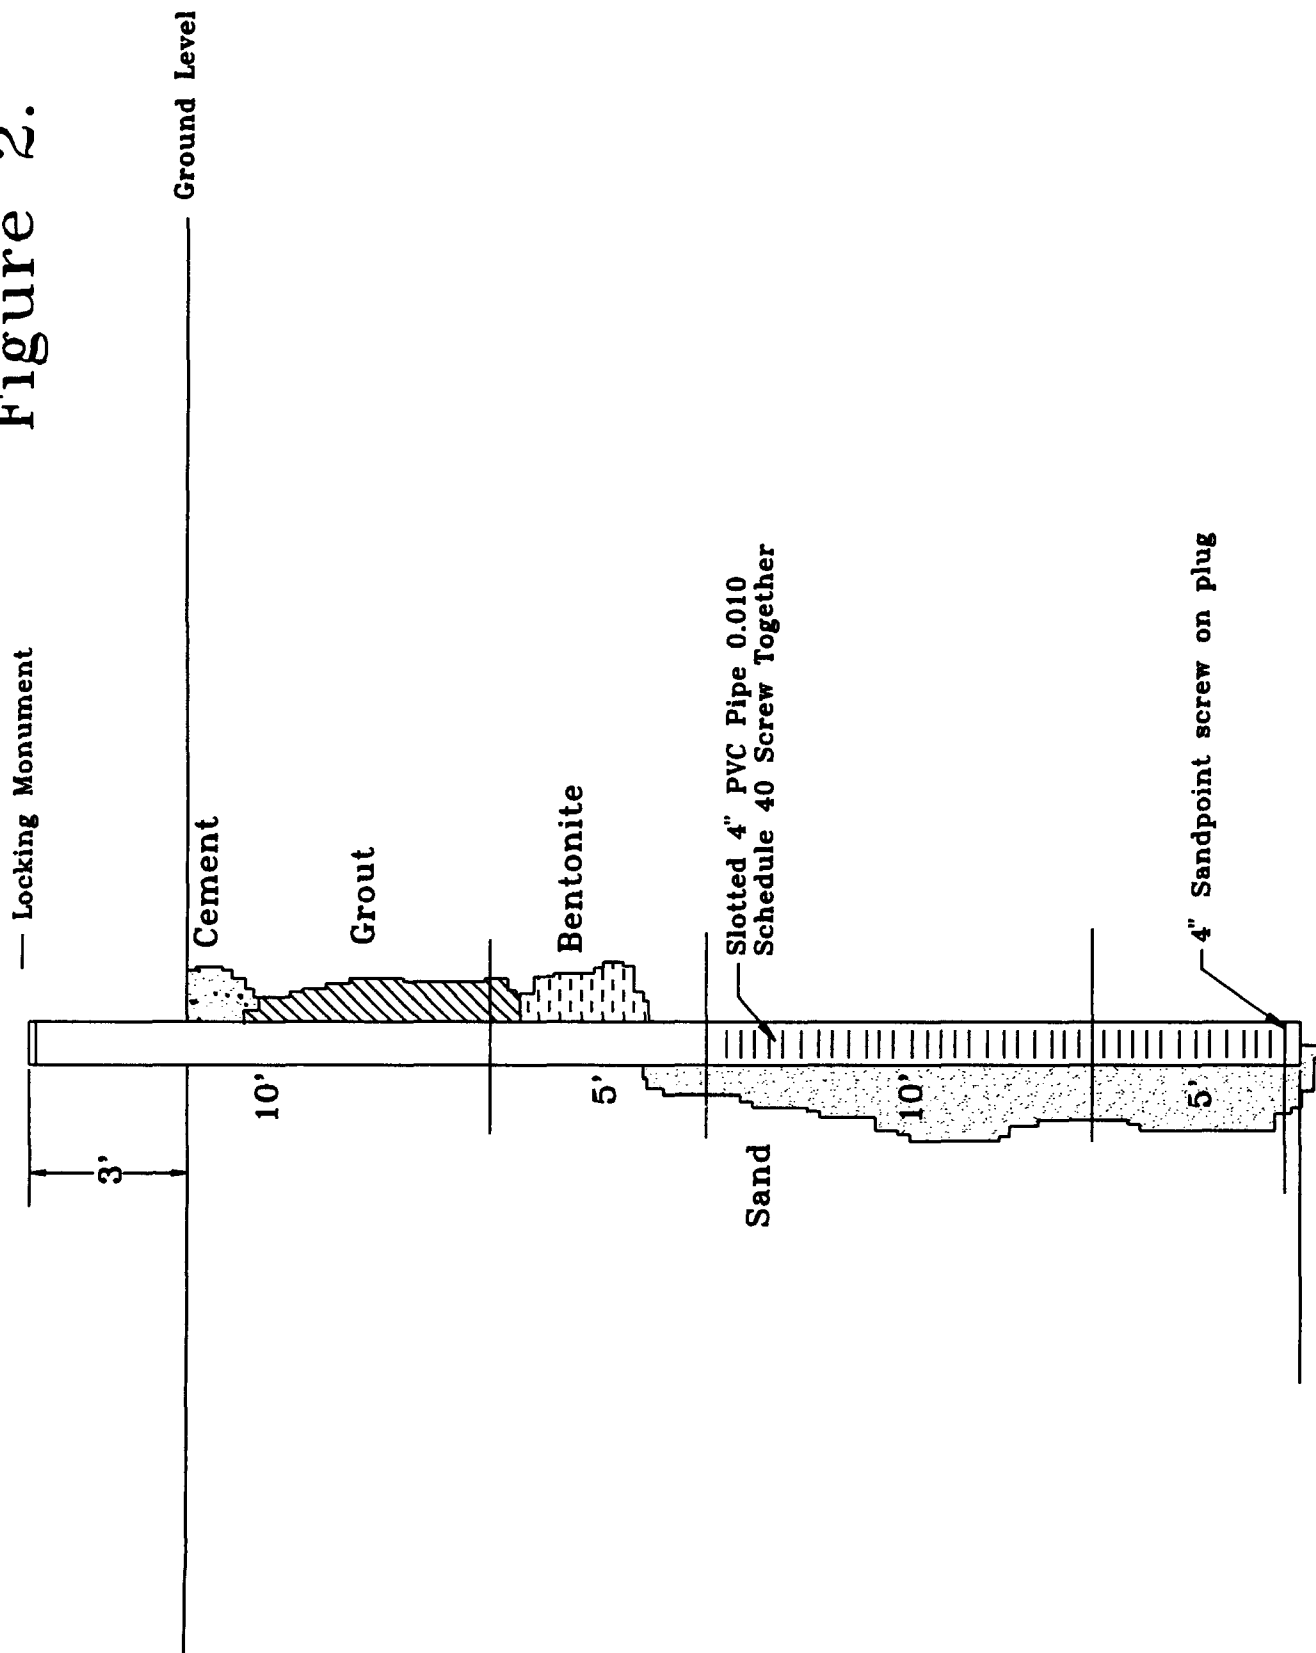 Figure 2.
Locking Monument
Ground Level
3'
Cement
10'
Grout
Bentonite
5'
Slotted 4" PVC Pipe 0.010
Schedule 40 Screw Together
Sand
10'
4" Sandpoint screw on plug
5'